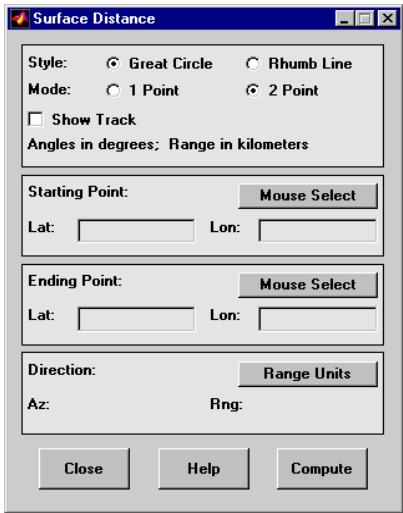 Surface Distance
Style: Great Circle Rhumb Line
Mode: 1 Point 2 Point
Show Track
Angles in degrees; Range in kilometers
Starting Point: Mouse Select
Lat: Lon:
Ending Point: Mouse Select
Lat: Lon:
Direction: Range Units
Az: Rng:
Close Help Compute